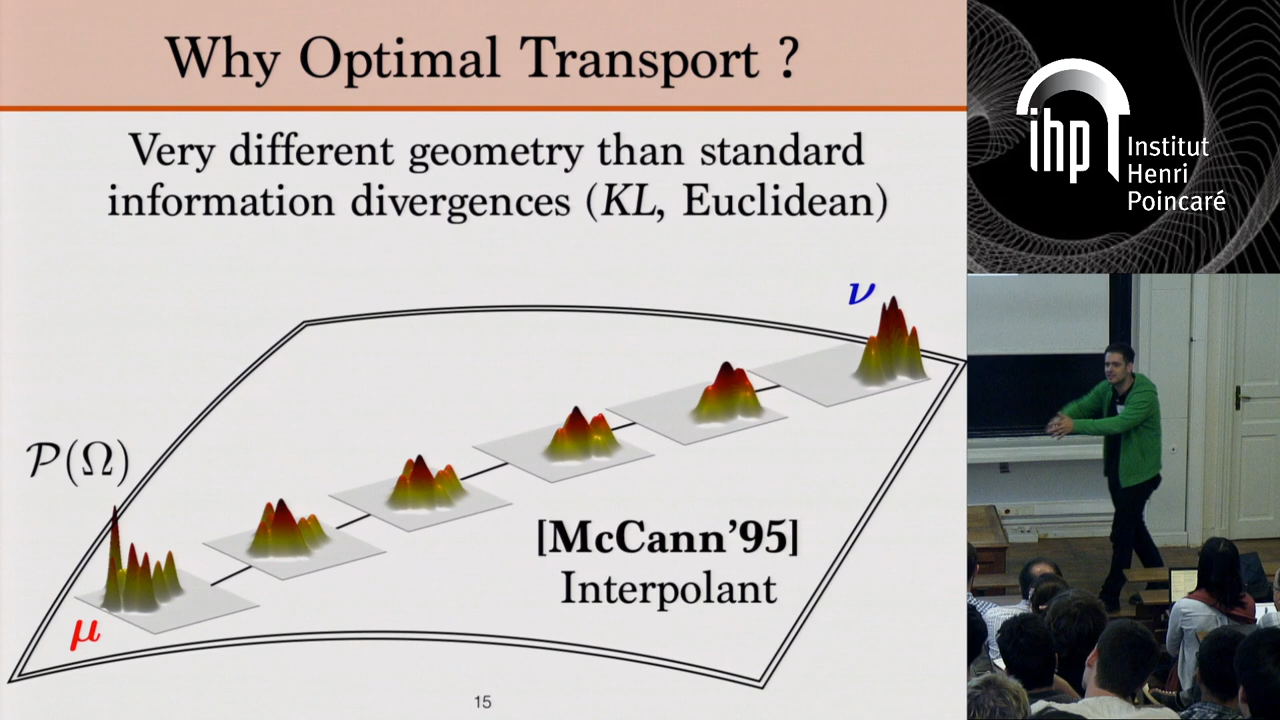 Why Optimal Transport ?
Very different geometry than standard
information divergences (KL, Euclidean)
ν
𝒫(Ω)
[McCann’95]
Interpolant
μ
15
ihp
Institut
Henri
Poincaré